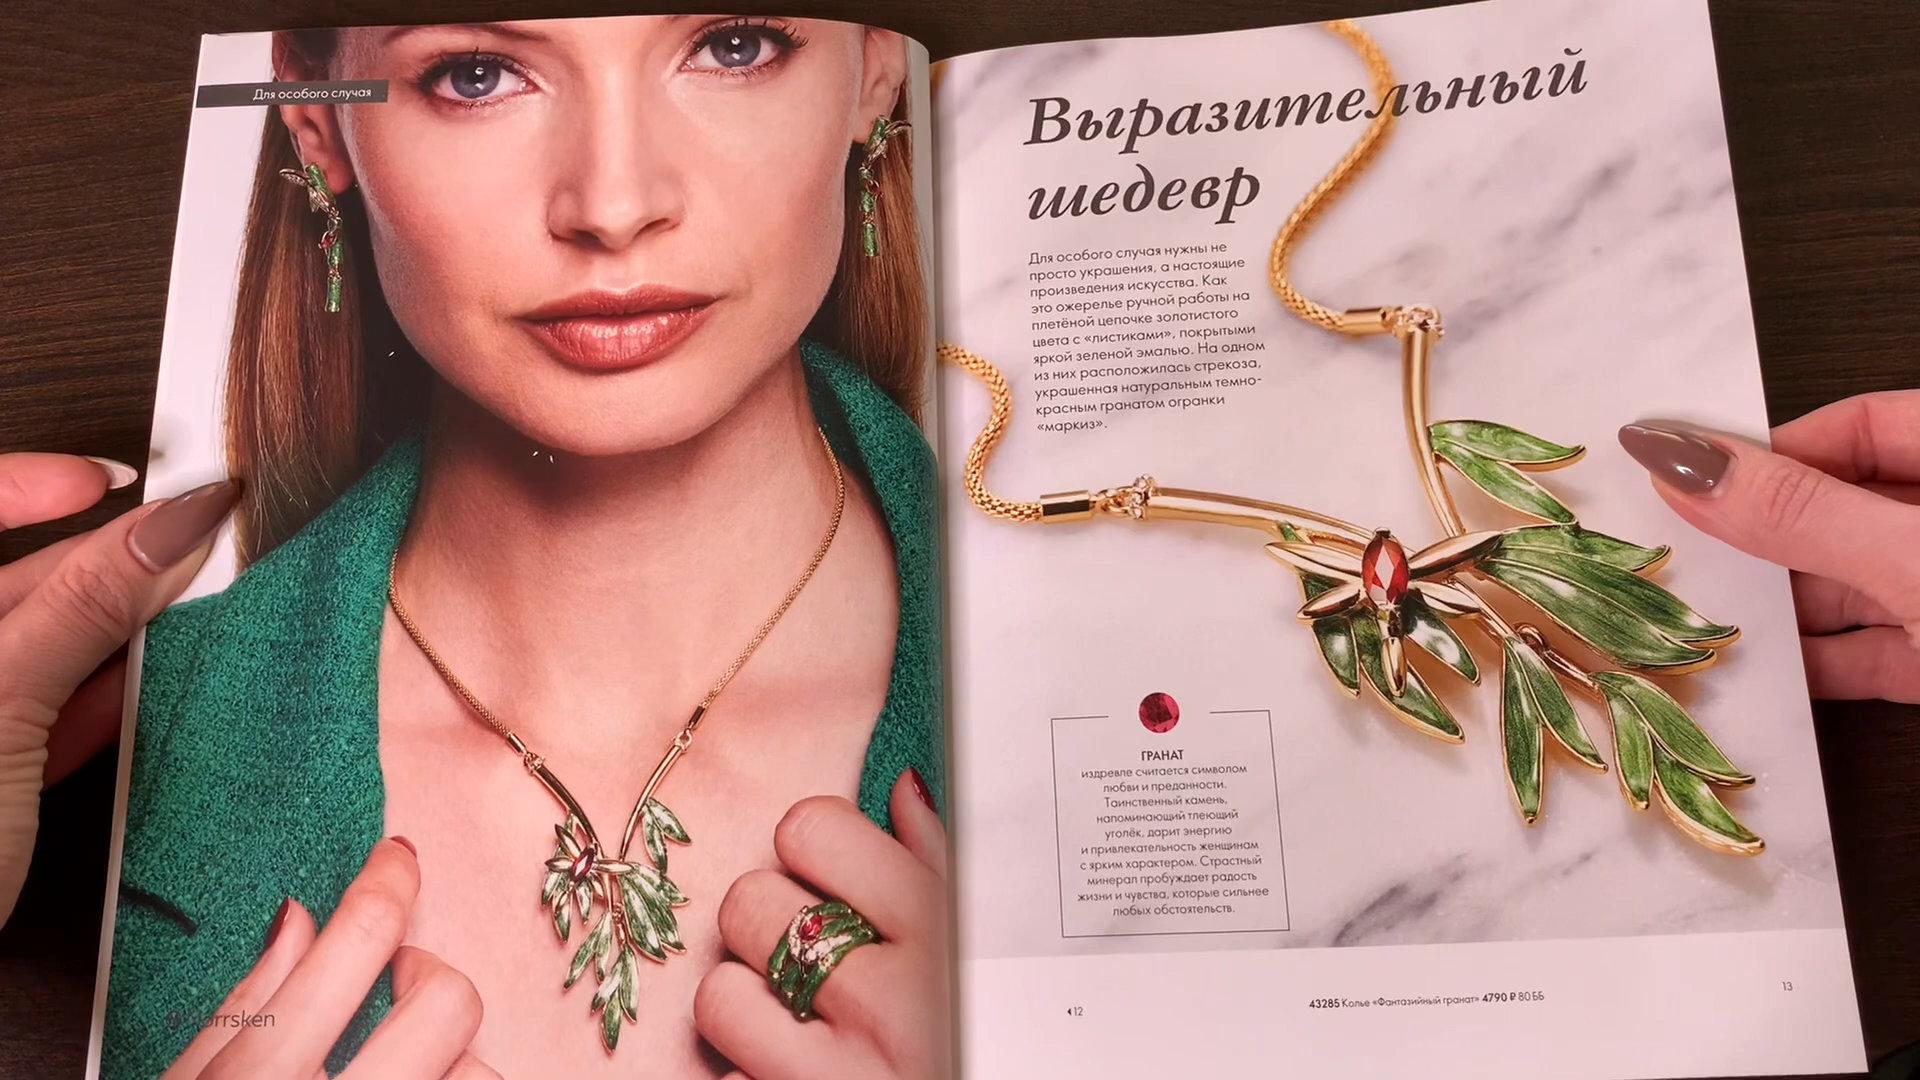 Для особого случая
Выразительный
шедевр
Для особого случая нужны не
просто украшения, а настоящие
произведения искусства. Как
это ожерелье ручной работы на
плетёной цепочке золотистого
цвета с «листиками», покрытыми
яркой зеленой эмалью. На одном
из них расположилась стрекоза,
украшенная натуральным темно-
красным гранатом огранки
«маркиз».
ГРАНАТ
издревле считается символом
любви и преданности.
Таинственный камень,
напоминающий тлеющий
уголёк, дарит энергию
и привлекательность женщинам
с ярким характером. Страстный
минерал пробуждает радость
жизни и чувства, которые сильнее
любых обстоятельств.
12
43285 Колье «Фантазийный гранат» 4790 ₽ 80 ББ
13